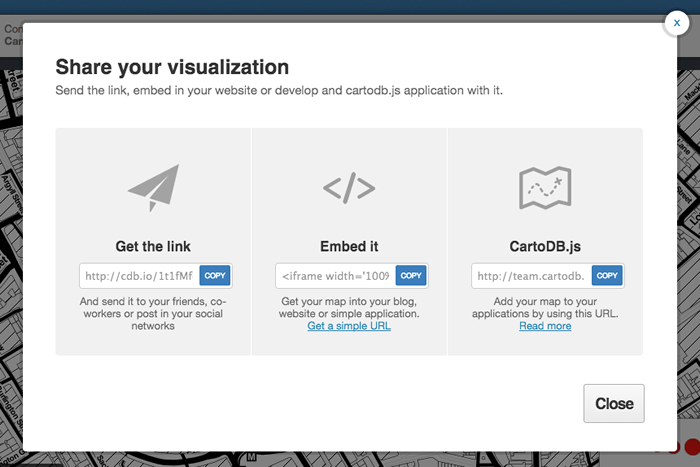 x
Share your visualization
Send the link, embed in your website or develop and cartodb.js application with it.
Get the link
http://cdb.io/1t1fMf
COPY
And send it to your friends, co-
workers or post in your social
networks
Embed it
<iframe width='1009
COPY
Get your map into your blog,
website or simple application.
Get a simple URL
CartoDB.js
http://team.cartodb.
COPY
Add your map to your
applications by using this URL.
Read more
Close
Argyll Street
M